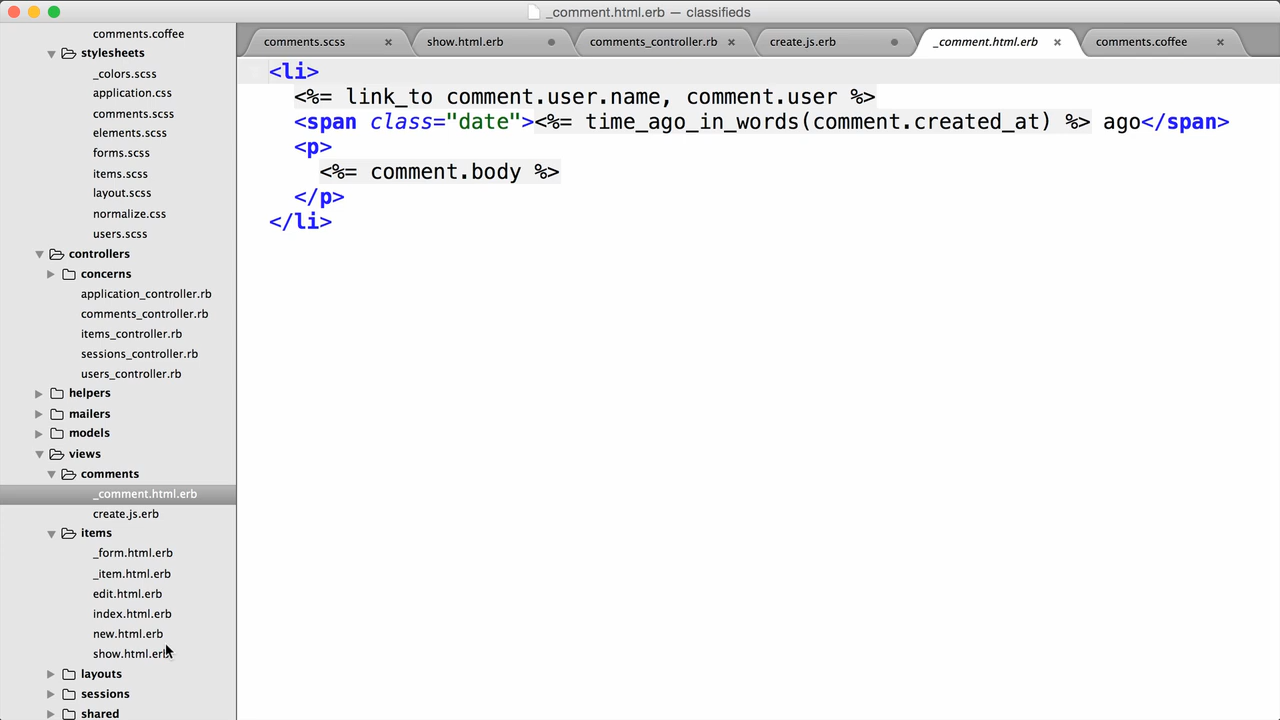 _comment.html.erb — classifieds
comments.scss
show.html.erb
comments_controller.rb
create.js.erb
_comment.html.erb
comments.coffee
comments.coffee
stylesheets
_colors.scss
application.css
comments.scss
elements.scss
forms.scss
items.scss
layout.scss
normalize.css
users.scss
controllers
concerns
application_controller.rb
comments_controller.rb
items_controller.rb
sessions_controller.rb
users_controller.rb
helpers
mailers
models
views
comments
_comment.html.erb
create.js.erb
items
_form.html.erb
_item.html.erb
edit.html.erb
index.html.erb
new.html.erb
show.html.erb
layouts
sessions
shared
<li>
<%= link_to comment.user.name, comment.user %>
<span class="date"><%= time_ago_in_words(comment.created_at) %> ago</span>
<p>
<%= comment.body %>
</p>
</li>